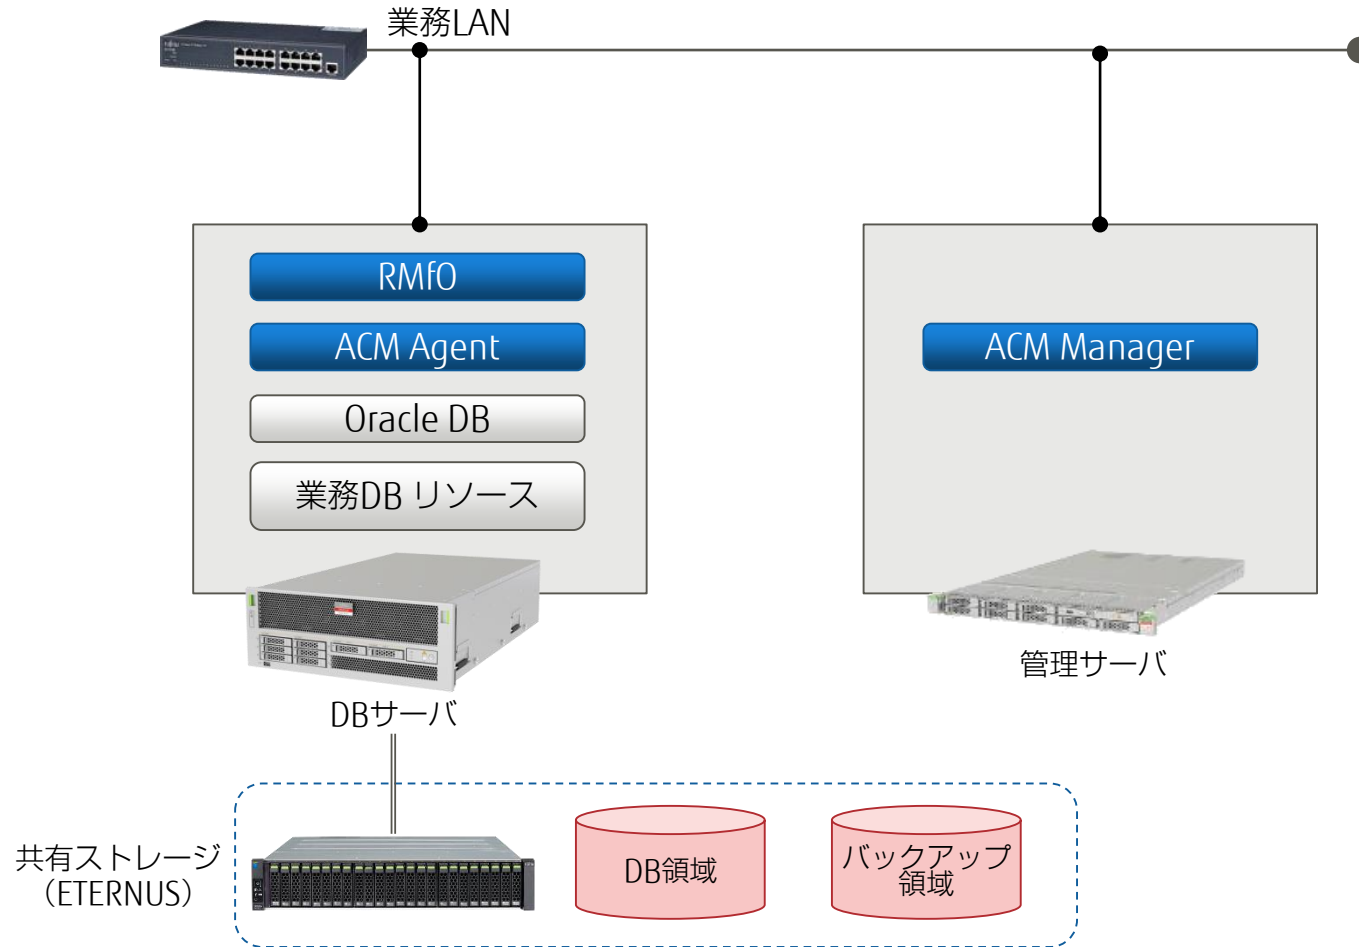 業務LAN
RMfO
ACM Agent
ACM Manager
Oracle DB
業務DB リソース
管理サーバ
DBサーバ
共有ストレージ
（ETERNUS）
DB領域
バックアップ
領域